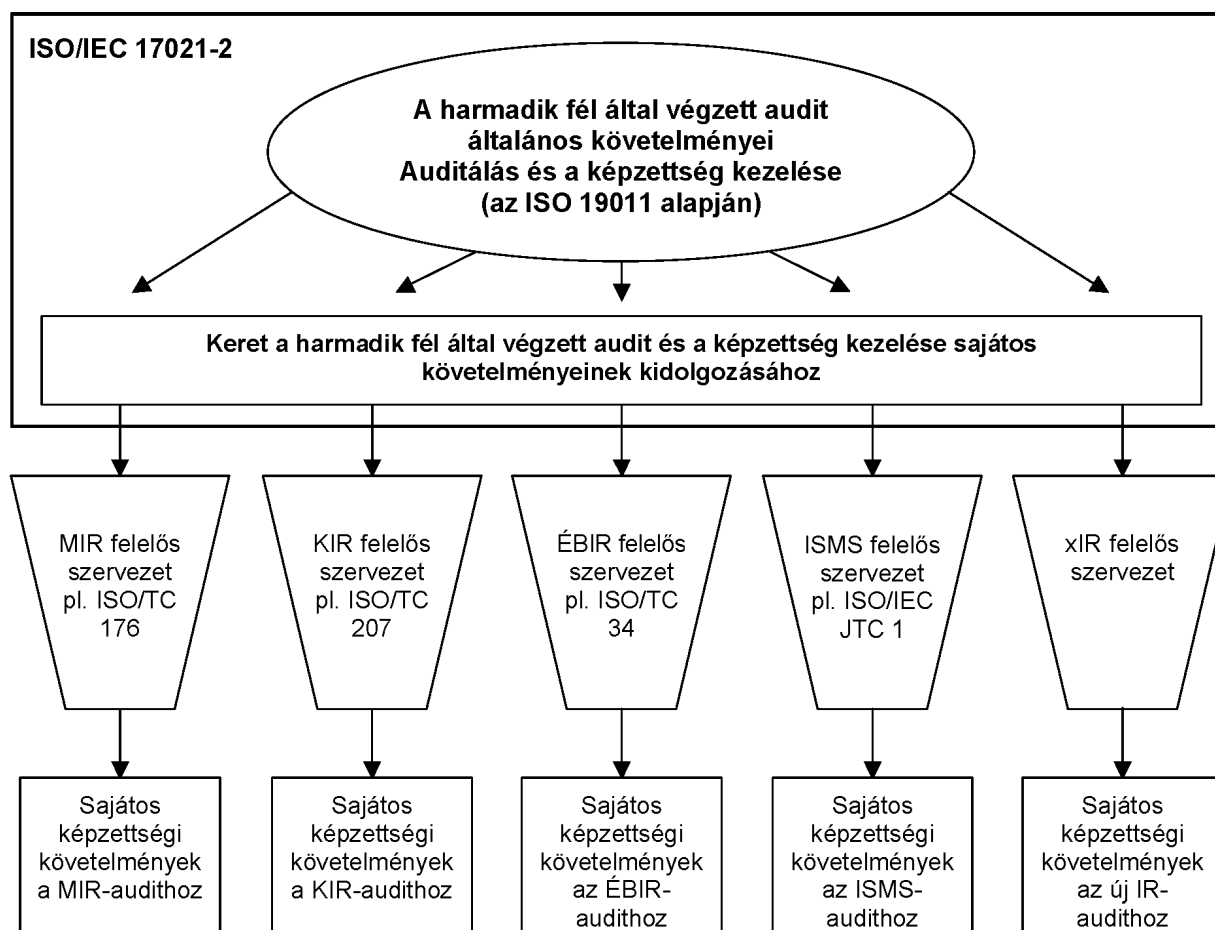 ISO/IEC 17021-2
A harmadik fél által végzett audit
általános követelményei
Auditálás és a képzettség kezelése
(az ISO 19011 alapján)
Keret a harmadik fél által végzett audit és a képzettség kezelése sajátos
követelményeinek kidolgozásához
MIR felelős
szervezet
pl. ISO/TC
176
KIR felelős
szervezet
pl. ISO/TC
207
ÉBIR felelős
szervezet
pl. ISO/TC
34
ISMS felelős
szervezet
pl. ISO/IEC
JTC 1
xIR felelős
szervezet
Sajátos
képzettségi
követelmények
a MIR-audithoz
Sajátos
képzettségi
követelmények
a KIR-audithoz
Sajátos
képzettségi
követelmények
az ÉBIR-
audithoz
Sajátos
képzettségi
követelmények
az ISMS-
audithoz
Sajátos
képzettségi
követelmények
az új IR-
audithoz